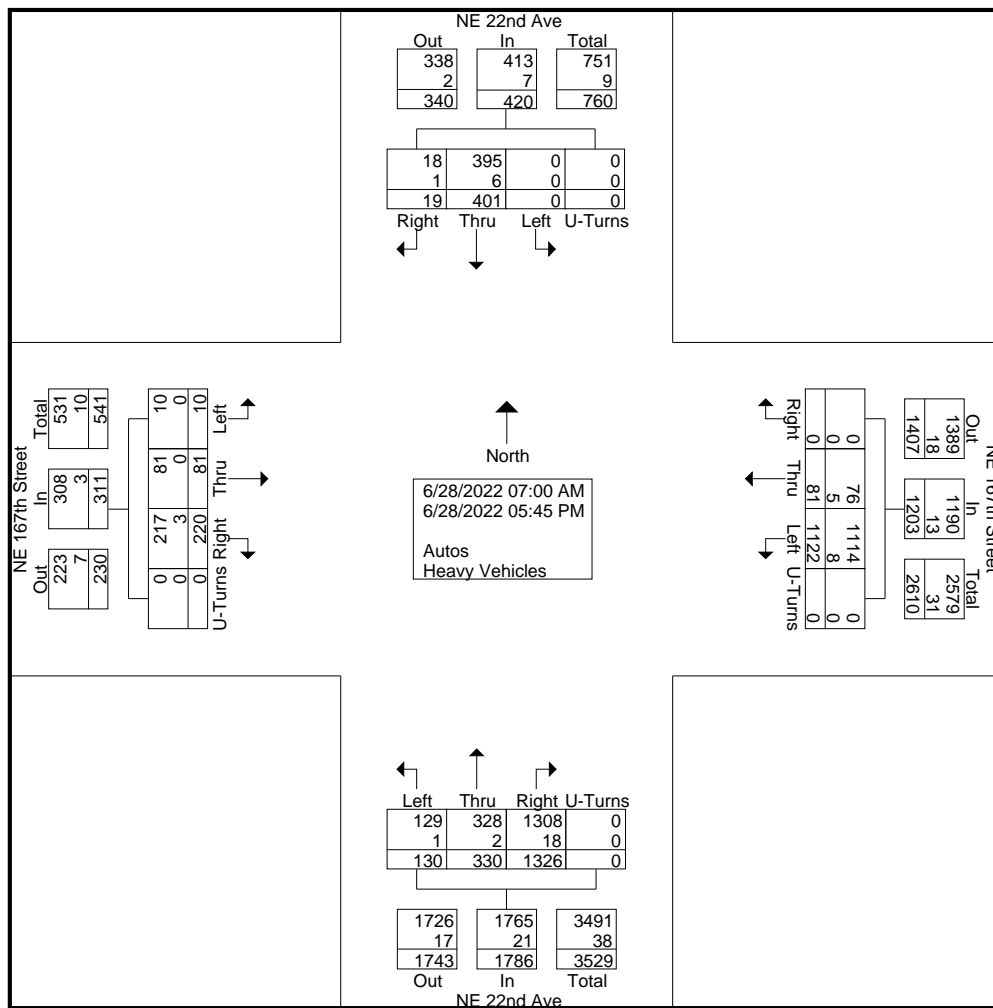 NE 22nd Ave
Out In Total
338 413 751
2 7 9
340 420 760
18 395 0 0
1 6 0 0
19 401 0 0
Right Thru Left U-Turns
NE 167th Street
Total In Out
531 308 223
10 3 7
541 311 230
10 81 217 0
0 0 3 0
10 81 220 0
Left Thru Right U-Turns
North
6/28/2022 07:00 AM
6/28/2022 05:45 PM
Autos
Heavy Vehicles
NE 167th Street
Out In Total
1389 1190 2579
18 13 31
1407 1203 2610
0 76 1114 0
0 5 8 0
0 81 1122 0
Right Thru Left U-Turns
Left Thru Right U-Turns
129 328 1308 0
1 2 18 0
130 330 1326 0
1726 1765 3491
17 21 38
1743 1786 3529
Out In Total
NE 22nd Ave